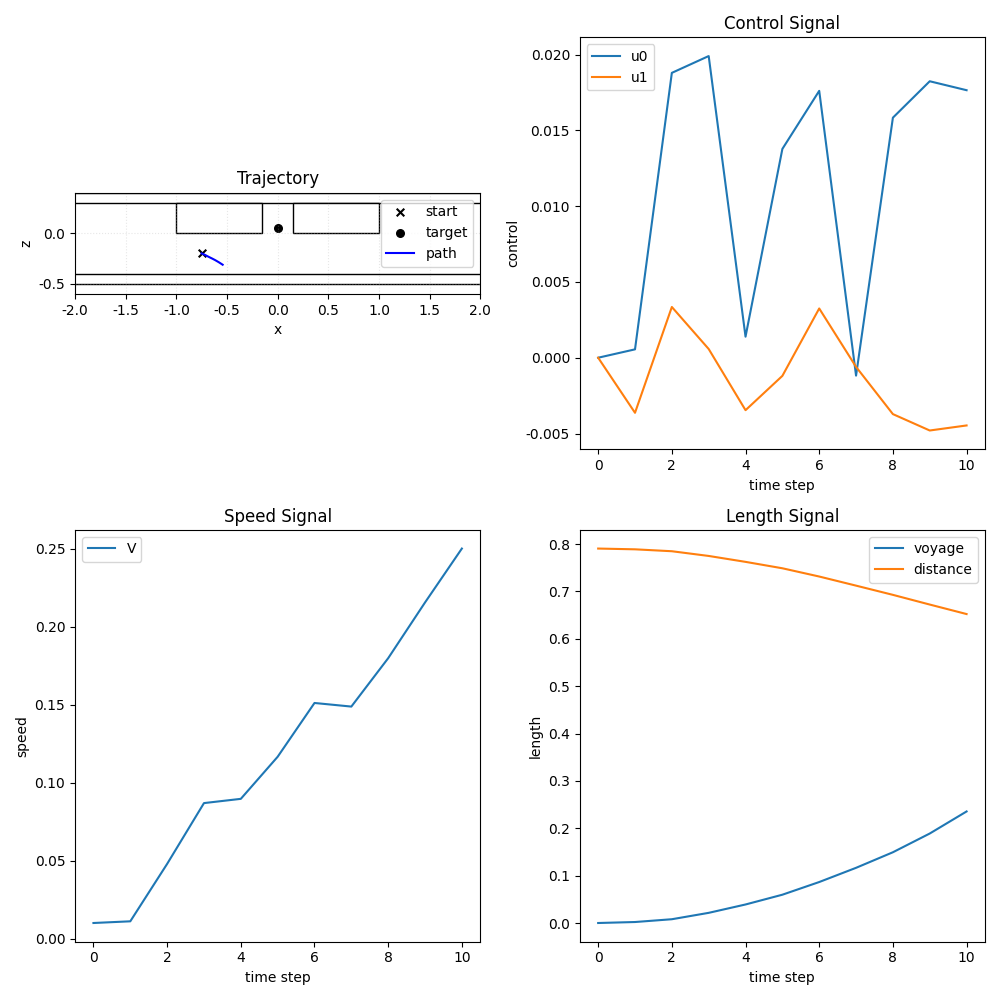 Trajectory
z
0.0
-0.5
start
target
path
-2.0 -1.5 -1.0 -0.5 0.0 0.5 1.0 1.5 2.0
x
Control Signal
control
0.020
0.015
0.010
0.005
0.000
-0.005
u0
u1
0 2 4 6 8 10
time step
Speed Signal
speed
0.25
0.20
0.15
0.10
0.05
0.00
V
0 2 4 6 8 10
time step
Length Signal
length
0.8
0.7
0.6
0.5
0.4
0.3
0.2
0.1
0.0
voyage
distance
0 2 4 6 8 10
time step